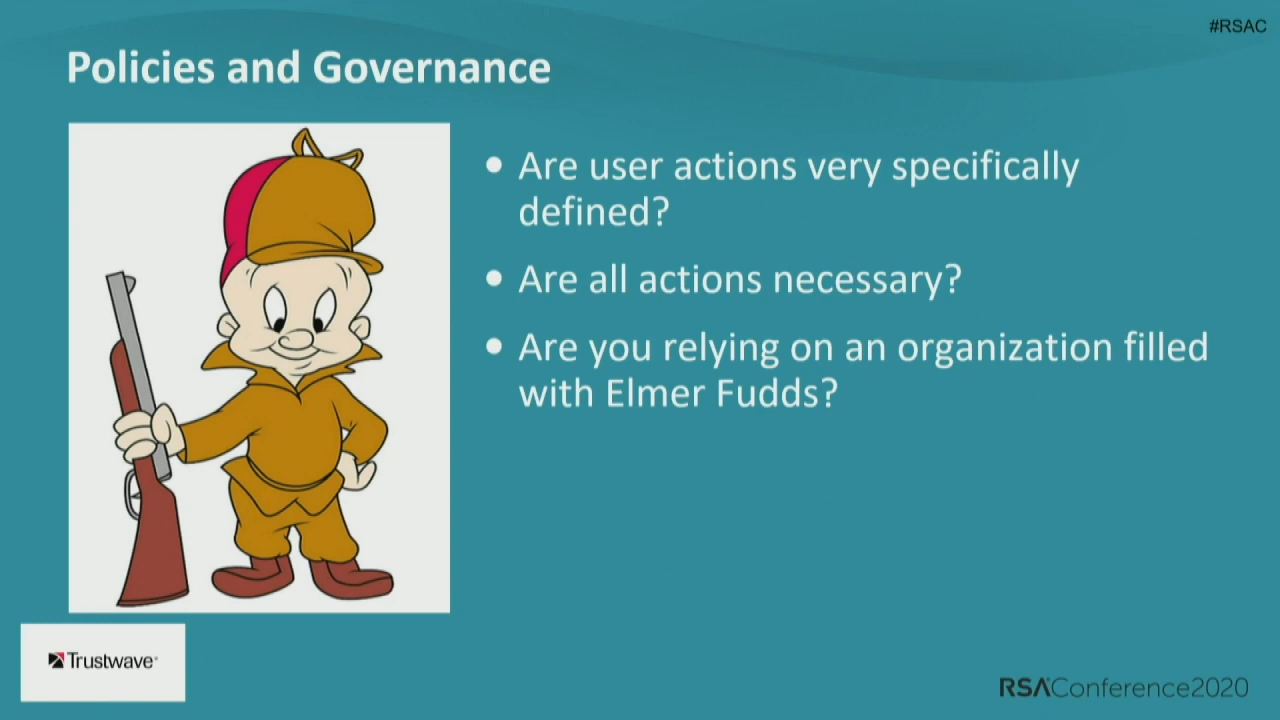 #RSAC
Policies and Governance
• Are user actions very specifically
defined?
• Are all actions necessary?
• Are you relying on an organization filled
with Elmer Fudds?
Trustwave®
RSAConference2020